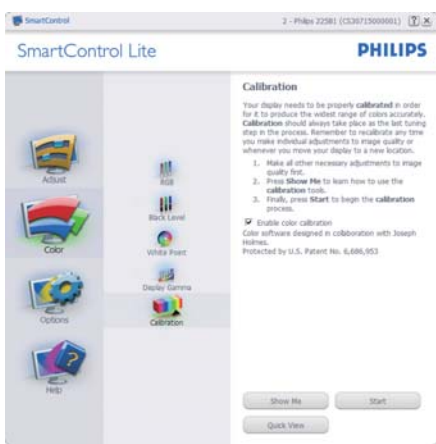 SmartControl
2 - Philips 225B1 (CS30715000001)
SmartControl Lite
PHILIPS
Adjust
Color
Options
Help
RGB
Black Level
White Point
Display Gamma
Calibration
Calibration
Your display needs to be properly calibrated in order
for it to produce the widest range of colors accurately.
Calibration should always take place as the last tuning
step in the process. Remember to recalibrate any time
you make individual adjustments to image quality or
whenever you move your display to a new location.
1. Make all other necessary adjustments to image
quality first.
2. Press Show Me to learn how to use the
calibration tools.
3. Finally, press Start to begin the calibration
process.
Enable color calibration
Color software designed in collaboration with Joseph
Holmes.
Protected by U.S. Patent No. 6,686,953
Show Me
Start
Quick View